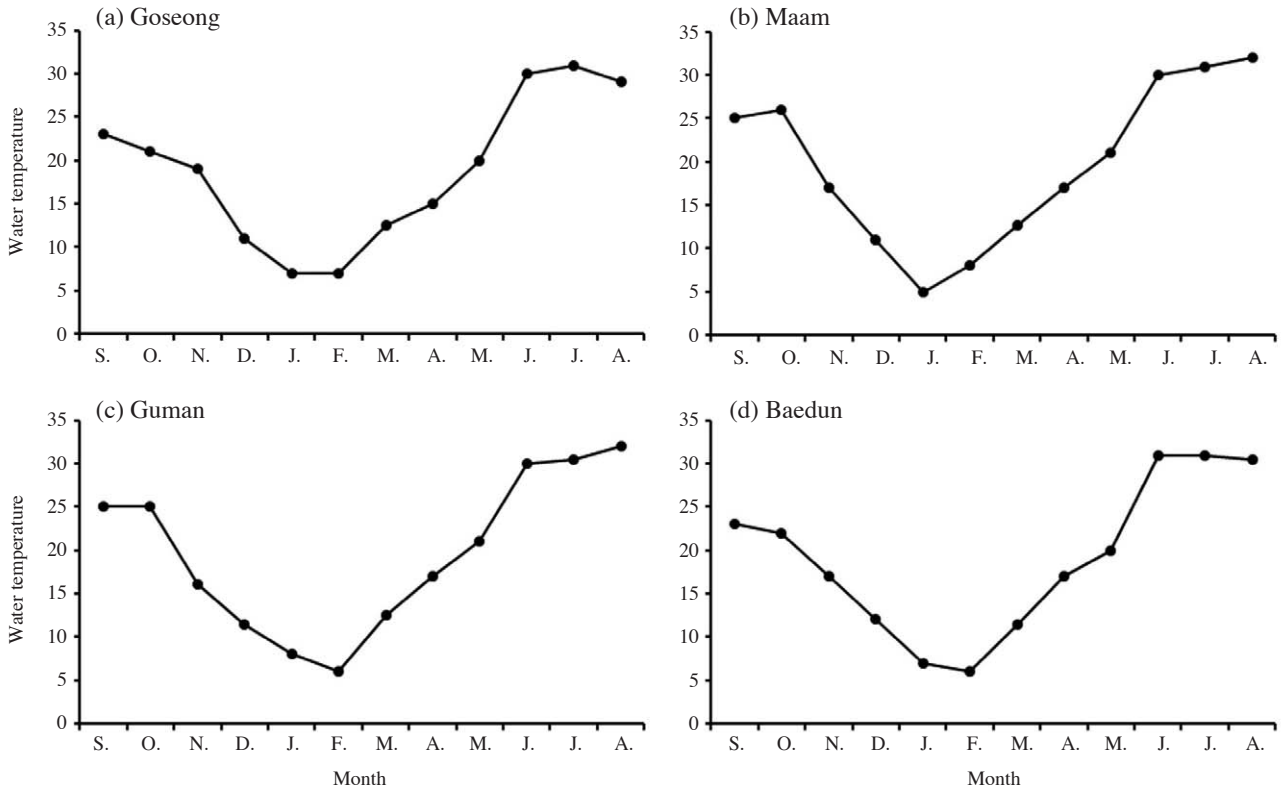 (a) Goseong
35
30
25
20
15
10
5
0
Water temperature
S. O. N. D. J. F. M. A. M. J. J. A.
(b) Maam
35
30
25
20
15
10
5
0
S. O. N. D. J. F. M. A. M. J. J. A.
(c) Guman
35
30
25
20
15
10
5
0
Water temperature
S. O. N. D. J. F. M. A. M. J. J. A.
Month
(d) Baedun
35
30
25
20
15
10
5
0
S. O. N. D. J. F. M. A. M. J. J. A.
Month